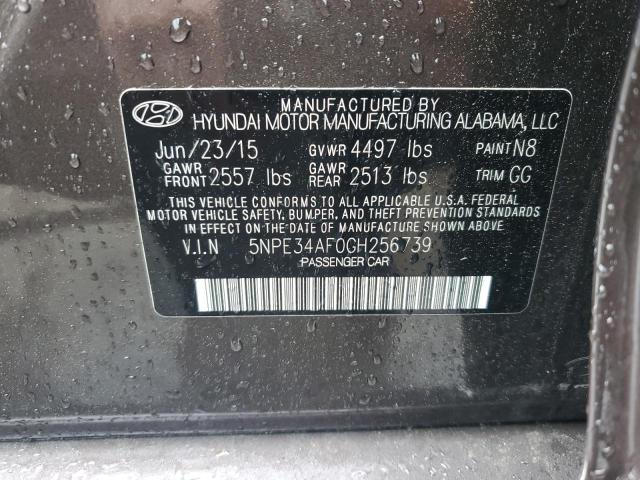 MANUFACTURED BY
HYUNDAI MOTOR MANUFACTURING ALABAMA, LLC
Jun/23/15 GVWR 4497 lbs PAINT N8
GAWR FRONT 2557 lbs GAWR REAR 2513 lbs TRIM GG
THIS VEHICLE CONFORMS TO ALL APPLICABLE U.S.A. FEDERAL
MOTOR VEHICLE SAFETY, BUMPER, AND THEFT PREVENTION STANDARDS
IN EFFECT ON THE DATE OF MANUFACTURE SHOWN ABOVE.
V.I.N 5NPE34AF0GH256739
PASSENGER CAR